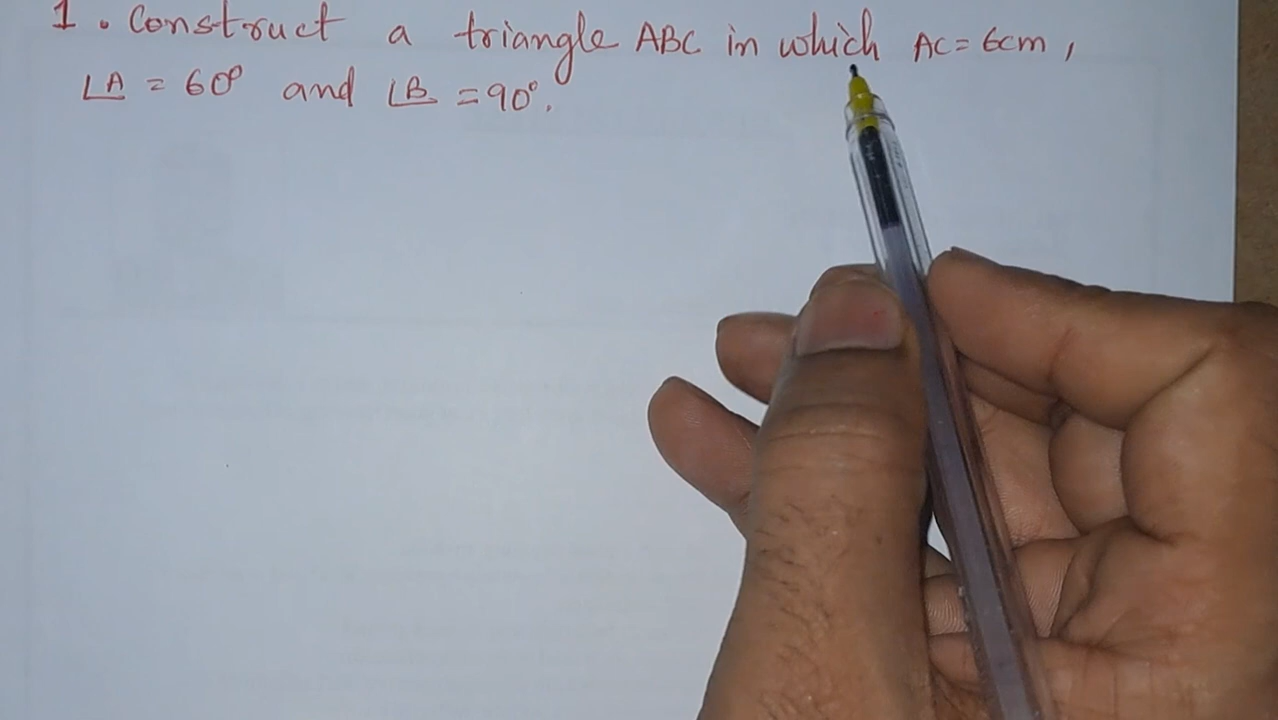 1. Construct a triangle ABC in which AC = 6cm,
∠A = 60° and ∠B = 90°.